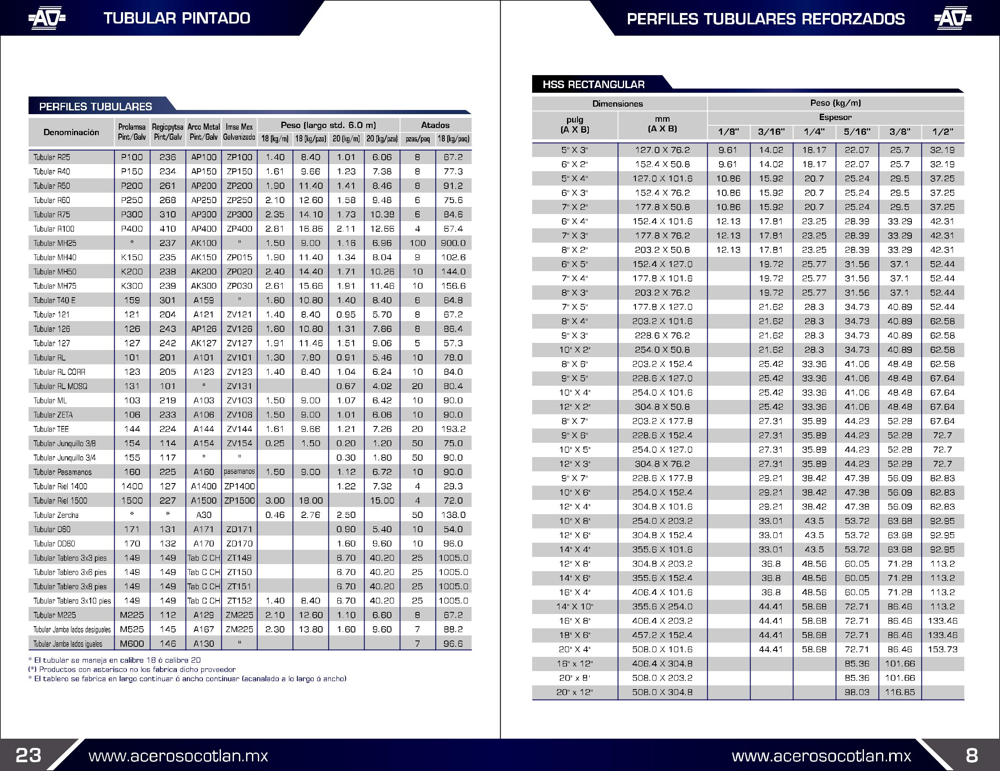 TUBULAR PINTADO
PERFILES TUBULARES
Denominación Prolamsa Pint/Galv Regiopytsa Pint/Galv Arco Metal Pint/Galv Imsa Mex Galvanizado Peso (largo std. 6.0 m) Atados
18 (kg/m) 18 (kg/pza) 20 (kg/m) 20 (kg/pza) pzas/paq 18 (kg/paq)
Tubular R25 P100 236 AP100 ZP100 1.40 8.40 1.01 6.06 8 67.2
Tubular R40 P150 234 AP150 ZP150 1.61 9.66 1.23 7.38 8 77.3
Tubular R50 P200 261 AP200 ZP200 1.90 11.40 1.41 8.46 8 91.2
Tubular R60 P250 268 AP250 ZP250 2.10 12.60 1.58 9.48 6 75.6
Tubular R75 P300 310 AP300 ZP300 2.35 14.10 1.73 10.38 6 84.6
Tubular R100 P400 410 AP400 ZP400 2.81 16.86 2.11 12.66 4 67.4
Tubular MH25 * 237 AK100 * 1.50 9.00 1.16 6.96 100 900.0
Tubular MH40 K150 235 AK150 ZP015 1.90 11.40 1.34 8.04 9 102.6
Tubular MH50 K200 238 AK200 ZP020 2.40 14.40 1.71 10.26 10 144.0
Tubular MH75 K300 239 AK300 ZP030 2.61 15.66 1.91 11.46 10 156.6
Tubular T40 E 159 301 A159 * 1.80 10.80 1.40 8.40 6 64.8
Tubular 121 121 204 A121 ZV121 1.40 8.40 0.95 5.70 8 67.2
Tubular 126 126 243 AP126 ZV126 1.80 10.80 1.31 7.86 8 86.4
Tubular 127 127 242 AK127 ZV127 1.91 11.46 1.51 9.06 5 57.3
Tubular RL 101 201 A101 ZV101 1.30 7.80 0.91 5.46 10 78.0
Tubular RL CORR 123 205 A123 ZV123 1.40 8.40 1.04 6.24 10 84.0
Tubular RL MOSQ 131 101 * ZV131 0.67 4.02 20 80.4
Tubular ML 103 219 A103 ZV103 1.50 9.00 1.07 6.42 10 90.0
Tubular ZETA 106 233 A106 ZV106 1.50 9.00 1.01 6.06 10 90.0
Tubular TEE 144 224 A144 ZV144 1.61 9.66 1.21 7.26 20 193.2
Tubular Junquillo 3/8 154 114 A154 ZV154 0.25 1.50 0.20 1.20 50 75.0
Tubular Junquillo 3/4 155 117 * * 0.30 1.80 50 90.0
Tubular Pasamanos 160 225 A160 pasamanos 1.50 9.00 1.12 6.72 10 90.0
Tubular Riel 1400 1400 127 A1400 ZP1400 1.22 7.32 4 29.3
Tubular Riel 1500 1500 227 A1500 ZP1500 3.00 18.00 15.00 4 72.0
Tubular Zercha * * A30 0.46 2.76 2.50 50 138.0
Tubular D60 171 131 A171 ZD171 0.90 5.40 10 54.0
Tubular DD60 170 132 A170 ZD170 1.60 9.60 10 96.0
Tubular Tablero 3x3 pies 149 149 Tab C CH ZT149 6.70 40.20 25 1005.0
Tubular Tablero 3x6 pies 149 149 Tab C CH ZT150 6.70 40.20 25 1005.0
Tubular Tablero 3x8 pies 149 149 Tab C CH ZT151 6.70 40.20 25 1005.0
Tubular Tablero 3x10 pies 149 149 Tab C CH ZT152 1.40 8.40 6.70 40.20 25 1005.0
Tubular M225 M225 112 A129 ZM225 2.10 12.60 1.10 6.60 8 67.2
Tubular Jamba lados desiguales M525 145 A167 ZM225 2.30 13.80 1.60 9.60 7 88.2
Tubular Jamba lados iguales M600 146 A130 * 7 96.6
* El tubular se maneja en calibre 18 ó calibre 20
(*) Productos con asterisco no los fabrica dicho proveedor
* El tablero se fabrica en largo continuar ó ancho continuar (acanalado a lo largo ó ancho)
23 www.acerosocotlan.mx
PERFILES TUBULARES REFORZADOS
HSS RECTANGULAR
Dimensiones Peso (kg/m)
pulg (A X B) mm (A X B) Espesor
1/8" 3/16" 1/4" 5/16" 3/8" 1/2"
5" X 3" 127.0 X 76.2 9.61 14.02 18.17 22.07 25.7 32.19
6" X 2" 152.4 X 50.8 9.61 14.02 18.17 22.07 25.7 32.19
5" X 4" 127.0 X 101.6 10.86 15.92 20.7 25.24 29.5 37.25
6" X 3" 152.4 X 76.2 10.86 15.92 20.7 25.24 29.5 37.25
7" X 2" 177.8 X 50.8 10.86 15.92 20.7 25.24 29.5 37.25
6" X 4" 152.4 X 101.6 12.13 17.81 23.25 28.39 33.29 42.31
7" X 3" 177.8 X 76.2 12.13 17.81 23.25 28.39 33.29 42.31
8" X 2" 203.2 X 50.8 12.13 17.81 23.25 28.39 33.29 42.31
6" X 5" 152.4 X 127.0 19.72 25.77 31.56 37.1 52.44
7" X 4" 177.8 X 101.6 19.72 25.77 31.56 37.1 52.44
8" X 3" 203.2 X 76.2 19.72 25.77 31.56 37.1 52.44
7" X 5" 177.8 X 127.0 21.62 28.3 34.73 40.89 52.44
8" X 4" 203.2 X 101.6 21.62 28.3 34.73 40.89 62.58
9" X 3" 228.6 X 76.2 21.62 28.3 34.73 40.89 62.58
10" X 2" 254.0 X 50.8 21.62 28.3 34.73 40.89 62.58
8" X 6" 203.2 X 152.4 25.42 33.36 41.06 48.48 62.58
9" X 5" 228.6 X 127.0 25.42 33.36 41.06 48.48 67.64
10" X 4" 254.0 X 101.6 25.42 33.36 41.06 48.48 67.64
12" X 2" 304.8 X 50.8 25.42 33.36 41.06 48.48 67.64
8" X 7" 203.2 X 177.8 27.31 35.89 44.23 52.28 67.64
9" X 6" 228.6 X 152.4 27.31 35.89 44.23 52.28 72.7
10" X 5" 254.0 X 127.0 27.31 35.89 44.23 52.28 72.7
12" X 3" 304.8 X 76.2 27.31 35.89 44.23 52.28 72.7
9" X 7" 228.6 X 177.8 29.21 38.42 47.38 56.09 82.83
10" X 6" 254.0 X 152.4 29.21 38.42 47.38 56.09 82.83
12" X 4" 304.8 X 101.6 29.21 38.42 47.38 56.09 82.83
10" X 8" 254.0 X 203.2 33.01 43.5 53.72 63.68 92.95
12" X 6" 304.8 X 152.4 33.01 43.5 53.72 63.68 92.95
14" X 4" 355.6 X 101.6 33.01 43.5 53.72 63.68 92.95
12" X 8" 304.8 X 203.2 36.8 48.56 60.05 71.28 113.2
14" X 6" 355.6 X 152.4 36.8 48.56 60.05 71.28 113.2
16" X 4" 406.4 X 101.6 36.8 48.56 60.05 71.28 113.2
14" X 10" 355.6 X 254.0 44.41 58.68 72.71 86.46 113.2
16" X 8" 406.4 X 203.2 44.41 58.68 72.71 86.46 133.46
18" X 6" 457.2 X 152.4 44.41 58.68 72.71 86.46 133.46
20" X 4" 508.0 X 101.6 44.41 58.68 72.71 86.46 153.73
16" x 12" 406.4 X 304.8 85.36 101.66
20" x 8' 508.0 X 203.2 85.36 101.66
20" x 12" 508.0 X 304.8 98.03 116.85
www.acerosocotlan.mx 8